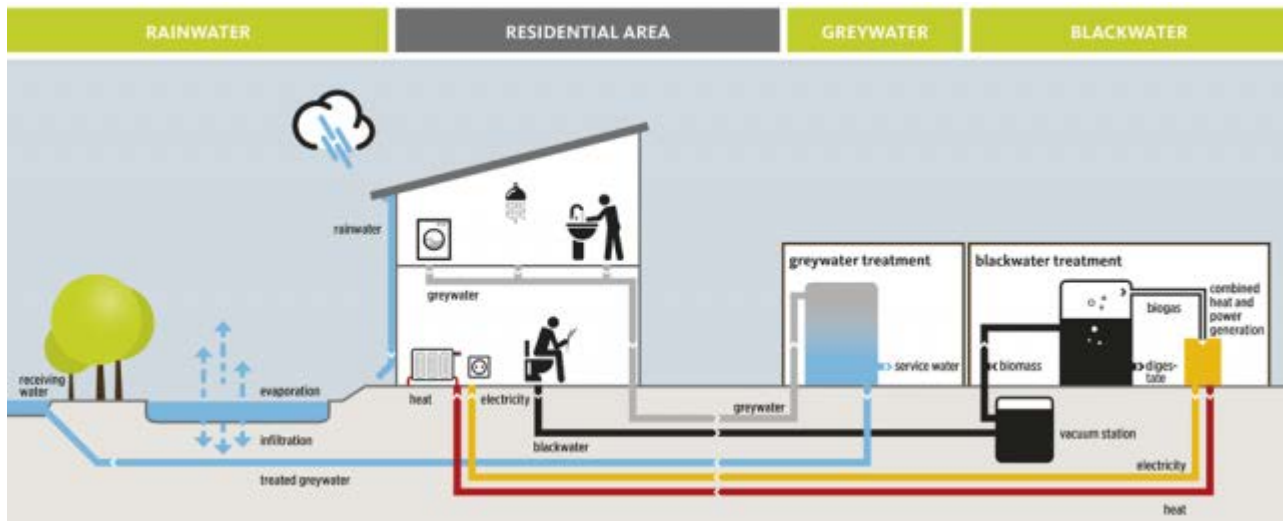 RAINWATER
RESIDENTIAL AREA
GREYWATER
BLACKWATER
rainwater
greywater
greywater treatment
blackwater treatment
biogas
combined
heat and
power
generation
receiving
water
evaporation
heat
electricity
service water
biomass
diges-
tate
greywater
infiltration
blackwater
vacuum station
treated greywater
electricity
heat